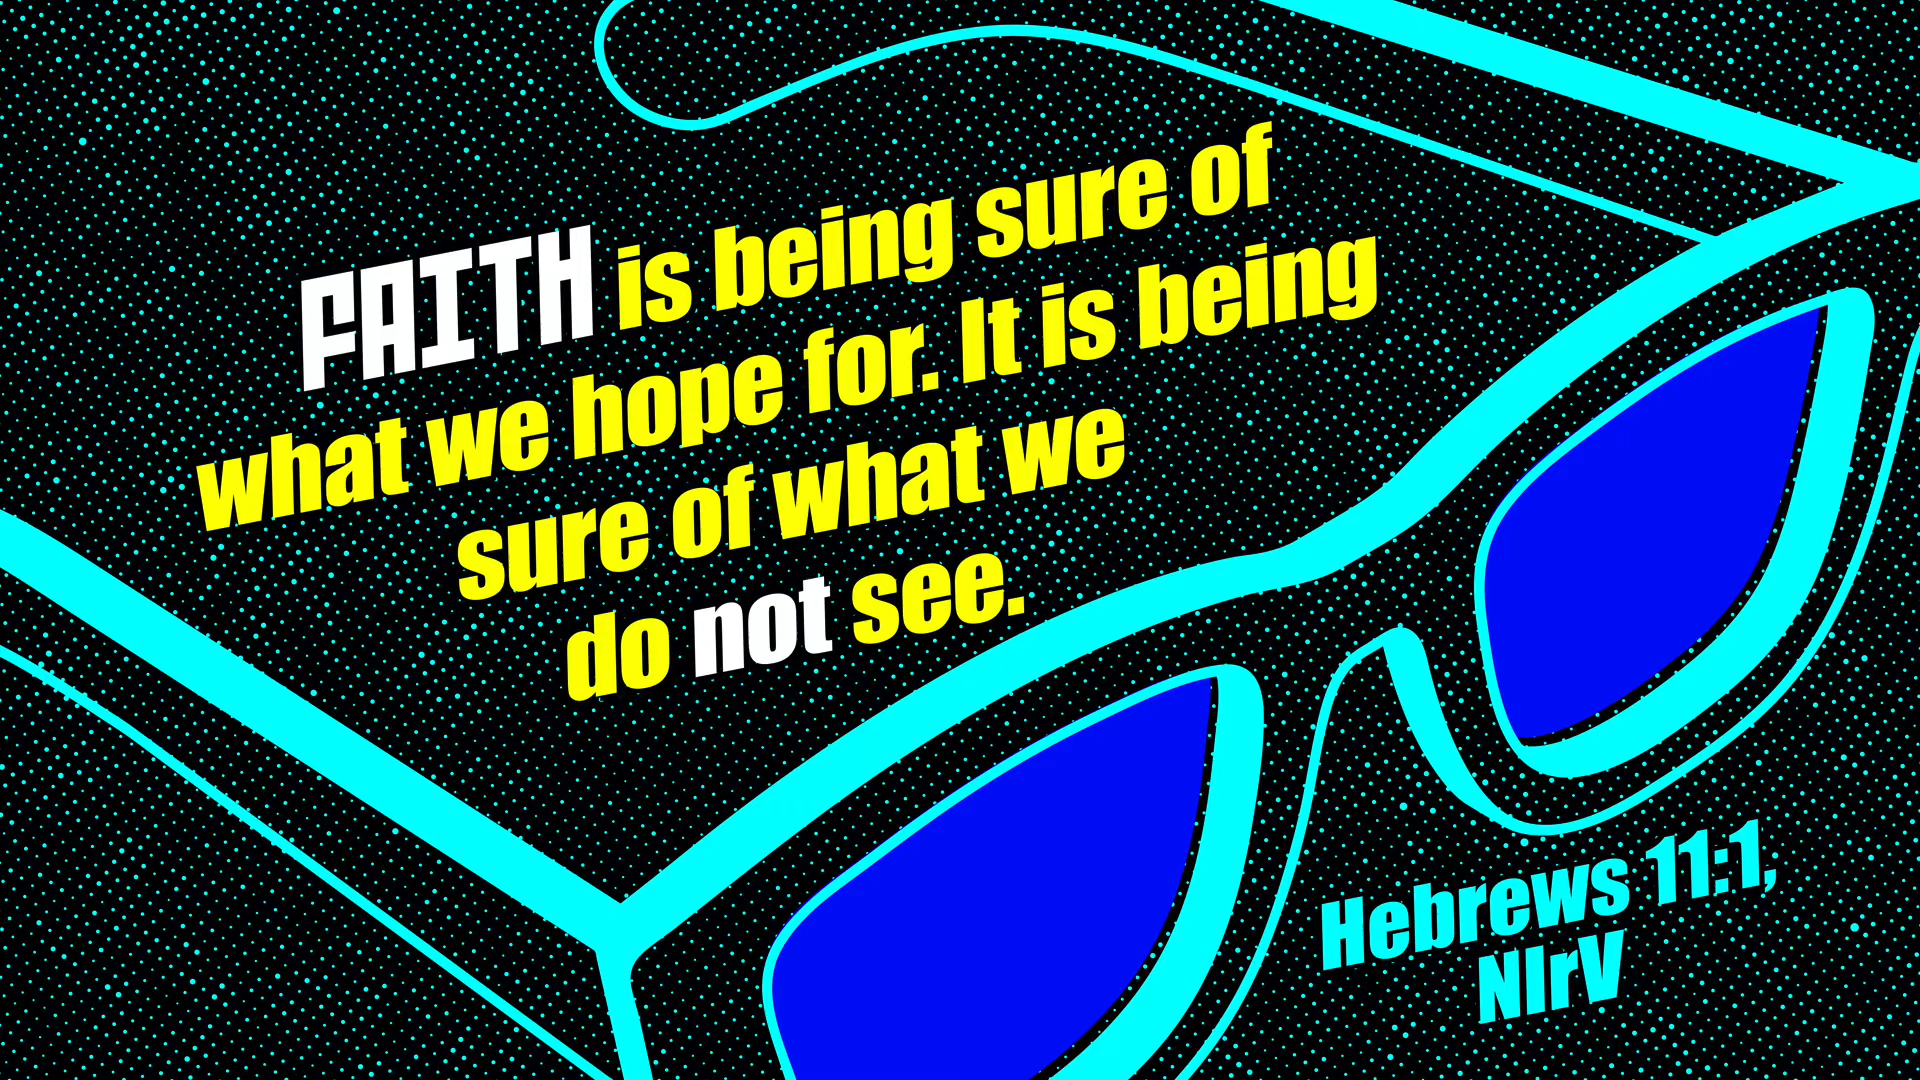 FAITH is being sure of
what we hope for. It is being
sure of what we
do not see.
Hebrews 11:1,
NIrV